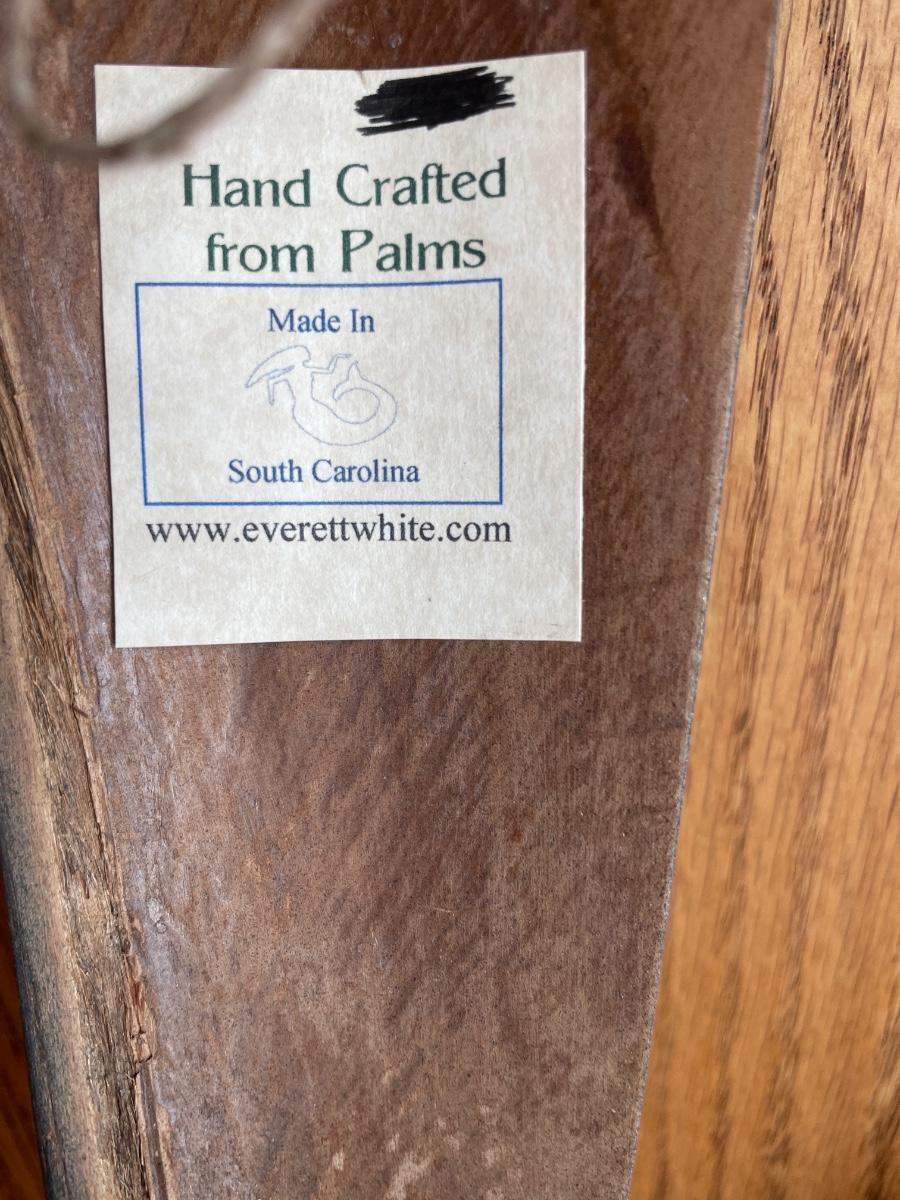 Hand Crafted
from Palms
Made In
South Carolina
www.everettwhite.com